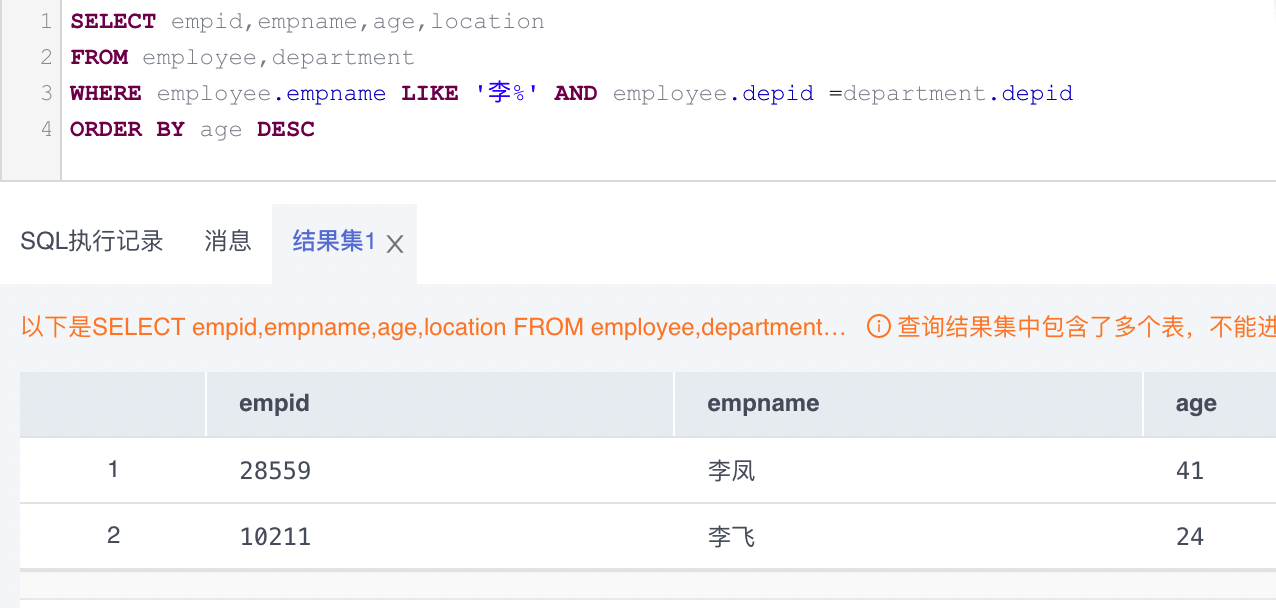 1 SELECT empid,empname,age,location
2 FROM employee,department
3 WHERE employee.empname LIKE '李%' AND employee.depid =department.depid
4 ORDER BY age DESC
SQL执行记录 消息 结果集1 X
以下是SELECT empid,empname,age,location FROM employee,department... 查询结果集中包含了多个表，不能进
empid empname age
1 28559 李凤 41
2 10211 李飞 24